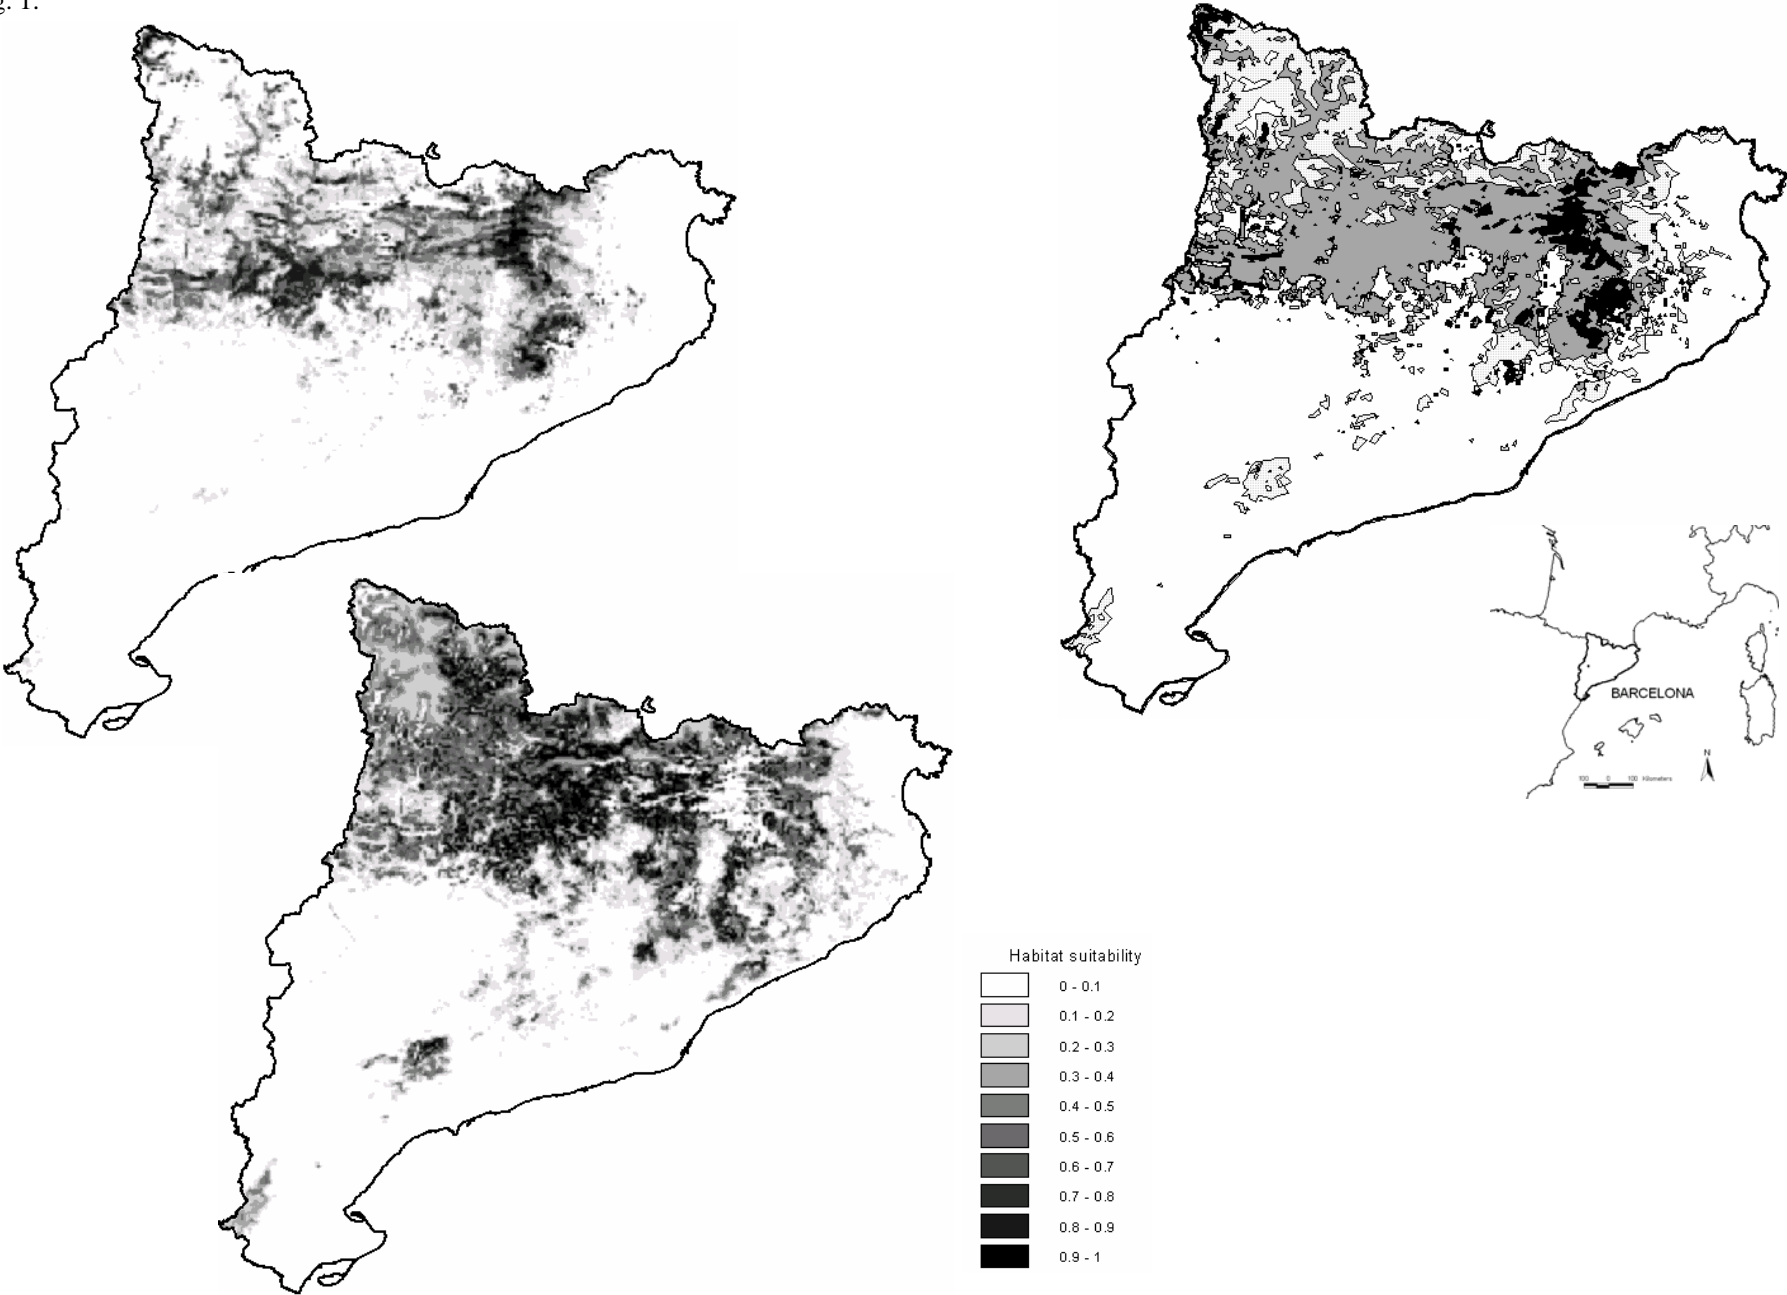 g. 1.
BARCELONA
N
100 0 100 Kilometers
Habitat suitability
0 - 0.1
0.1 - 0.2
0.2 - 0.3
0.3 - 0.4
0.4 - 0.5
0.5 - 0.6
0.6 - 0.7
0.7 - 0.8
0.8 - 0.9
0.9 - 1